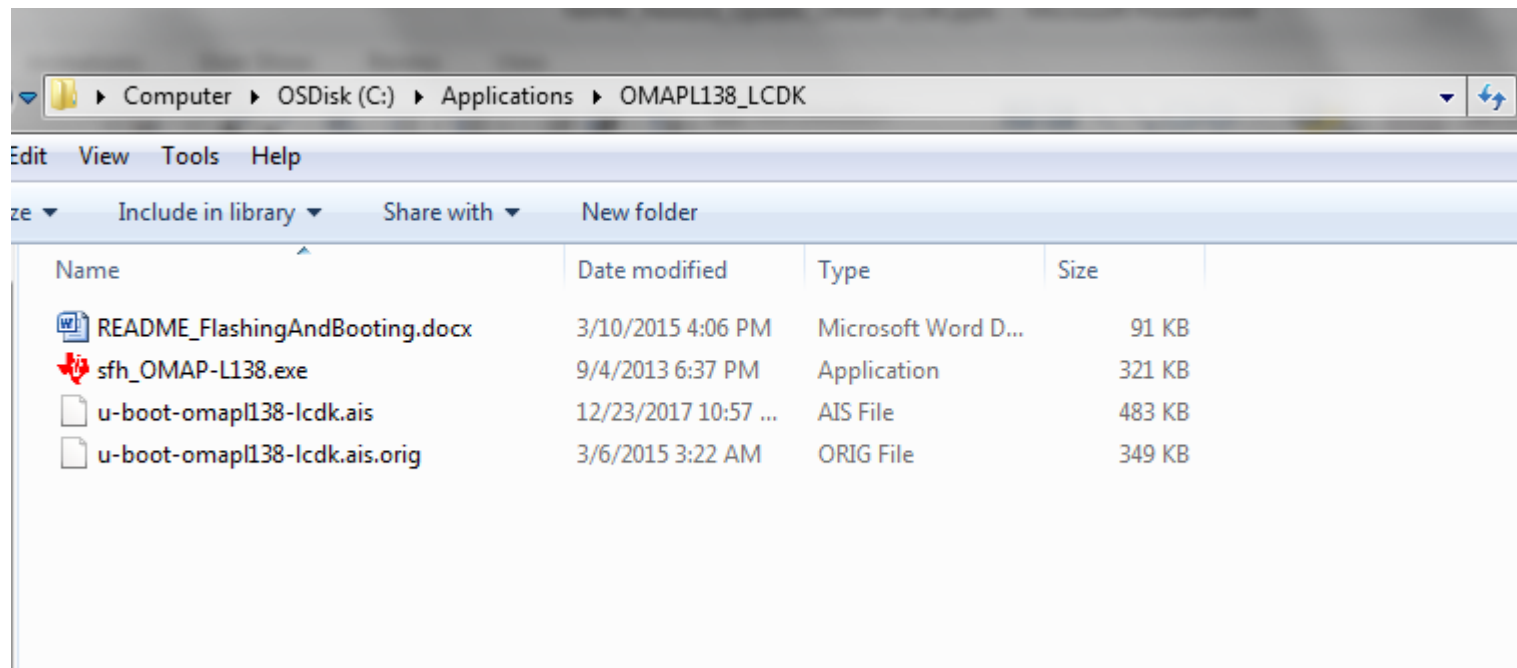 Computer ▸ OSDisk (C:) ▸ Applications ▸ OMAPL138_LCDK
Edit View Tools Help
ze Include in library Share with New folder
Name Date modified Type Size
README_FlashingAndBooting.docx 3/10/2015 4:06 PM Microsoft Word D... 91 KB
sfh_OMAP-L138.exe 9/4/2013 6:37 PM Application 321 KB
u-boot-omapl138-lcdk.ais 12/23/2017 10:57 ... AIS File 483 KB
u-boot-omapl138-lcdk.ais.orig 3/6/2015 3:22 AM ORIG File 349 KB